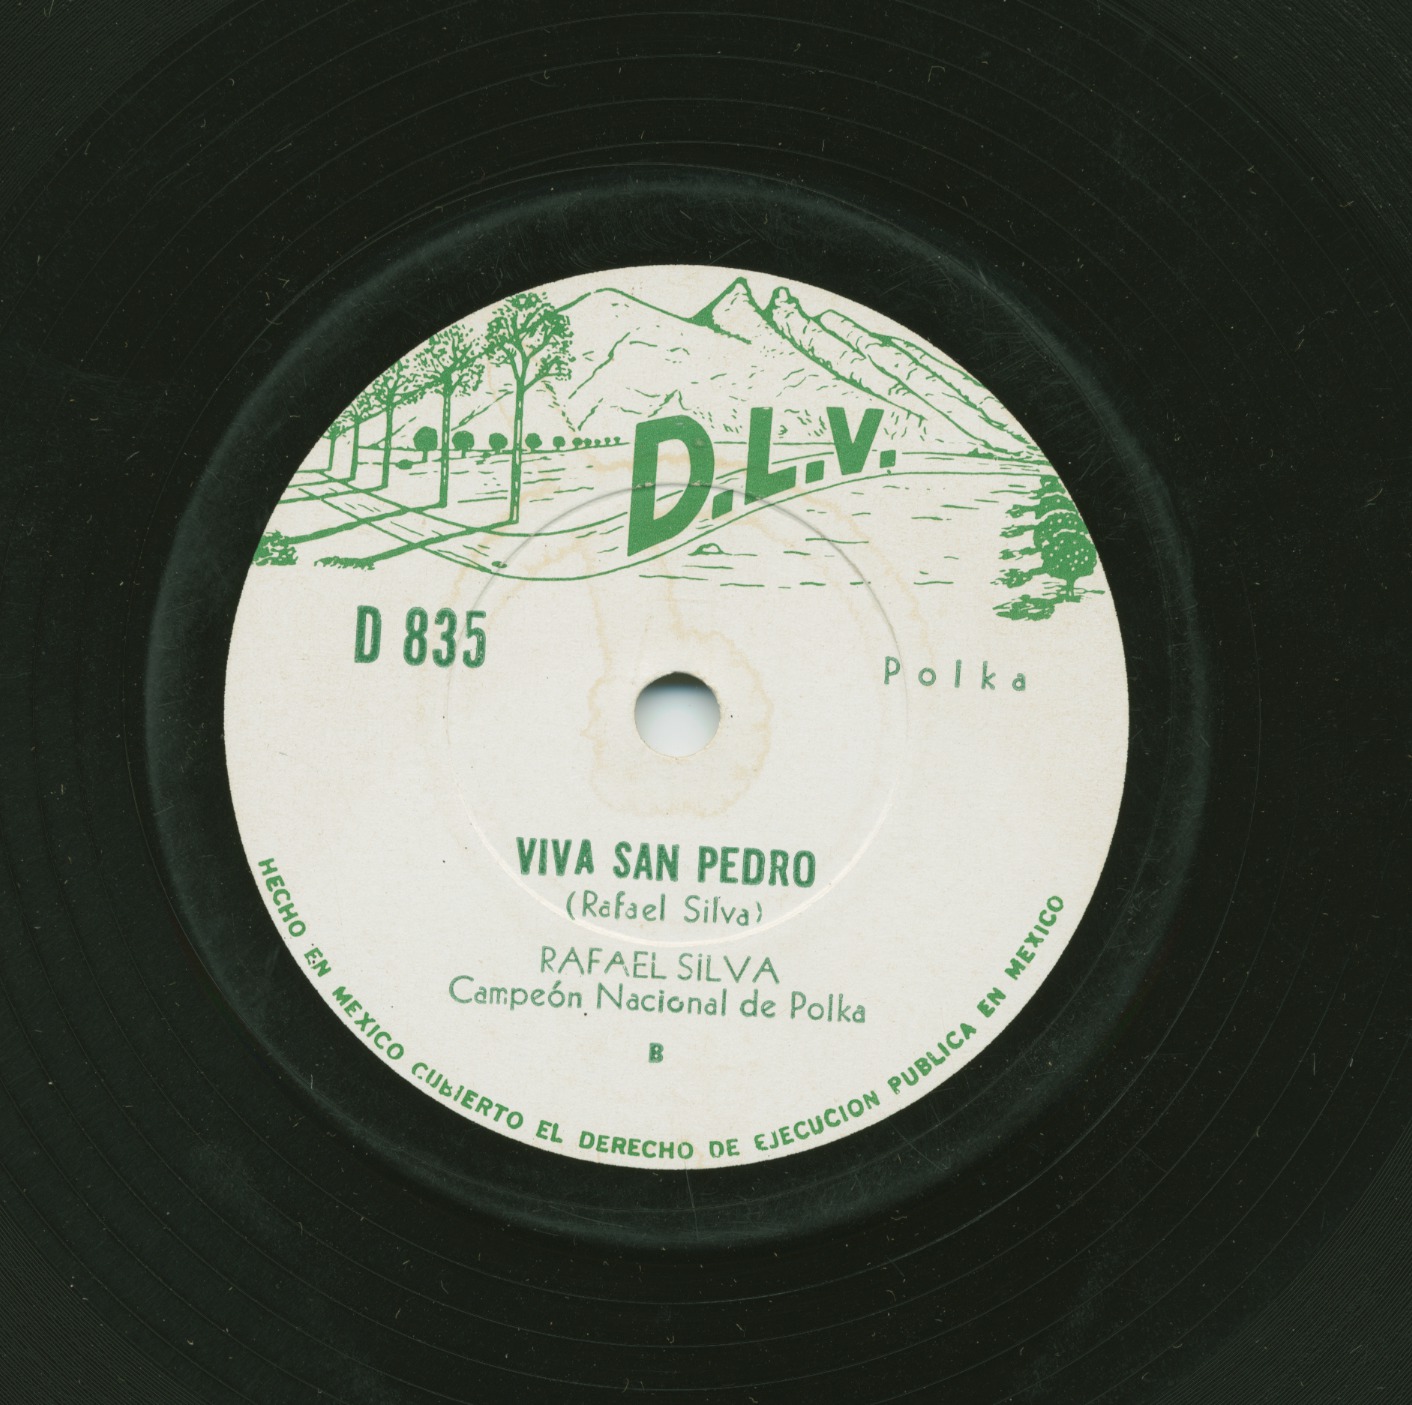 D.L.V.
D 835
Polka
VIVA SAN PEDRO
(Rafael Silva)
RAFAEL SILVA
Campeón Nacional de Polka
B
HECHO EN MEXICO CUBIERTO EL DERECHO DE EJECUCION PUBLICA EN MEXICO